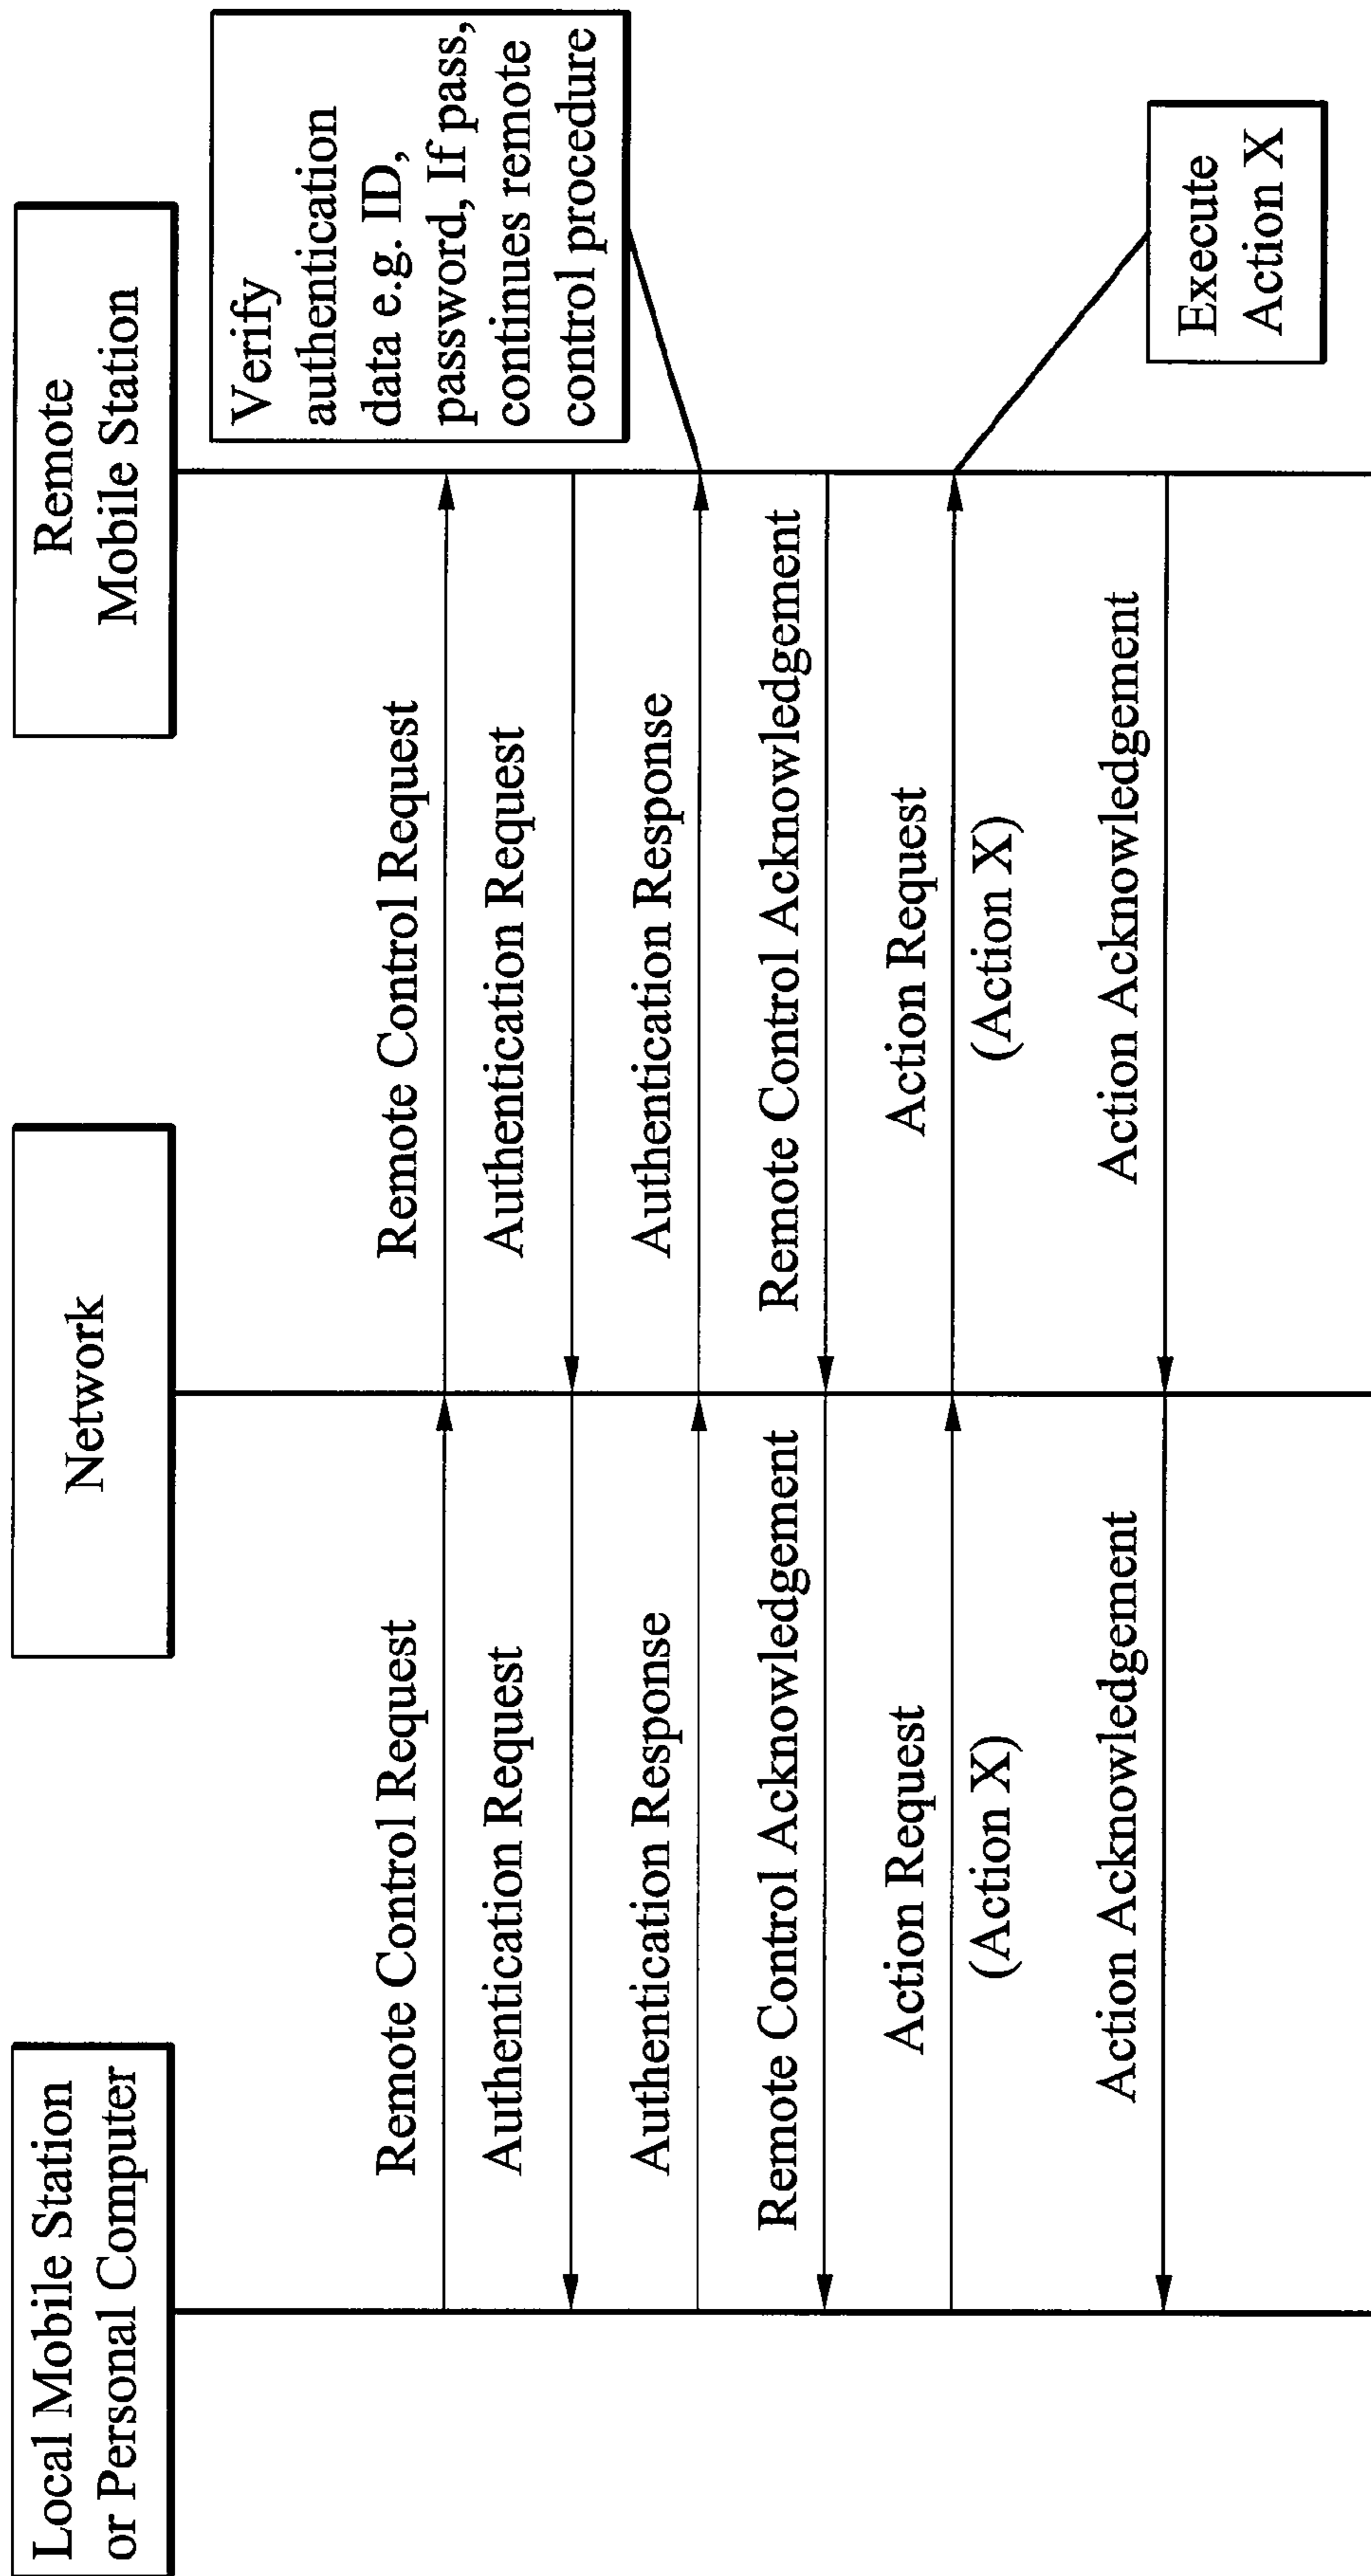 Local Mobile Station
or Personal Computer
Network
Remote
Mobile Station
Remote Control Request
Remote Control Request
Authentication Request
Authentication Request
Authentication Response
Authentication Response
Verify
authentication
data e.g. ID,
password, If pass,
continues remote
control procedure
Remote Control Acknowledgement
Remote Control Acknowledgement
Action Request
(Action X)
Action Request
(Action X)
Execute
Action X
Action Acknowledgement
Action Acknowledgement